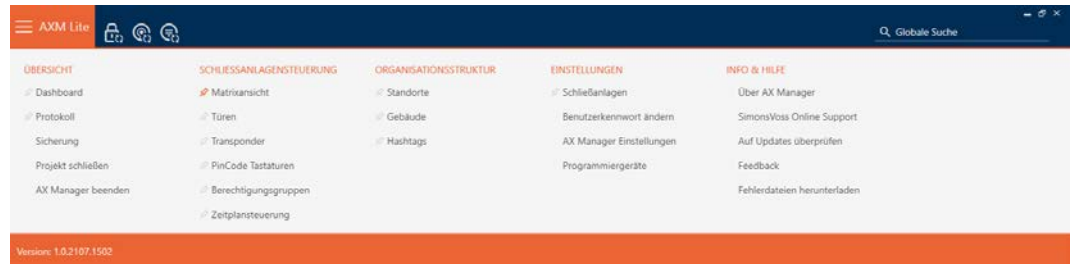 AXM Lite
Globale Suche
ÜBERSICHT
Dashboard
Protokoll
Sicherung
Projekt schließen
AX Manager beenden
SCHLIESSANLAGENSTEUERUNG
Matrixansicht
Türen
Transponder
PinCode Tastaturen
Berechtigungsgruppen
Zeitplansteuerung
ORGANISATIONSSTRUKTUR
Standorte
Gebäude
Hashtags
EINSTELLUNGEN
Schließanlagen
Benutzerkennwort ändern
AX Manager Einstellungen
Programmiergeräte
INFO & HILFE
Über AX Manager
SimonsVoss Online Support
Auf Updates überprüfen
Feedback
Fehlerdateien herunterladen
Version: 1.0.2107.1502